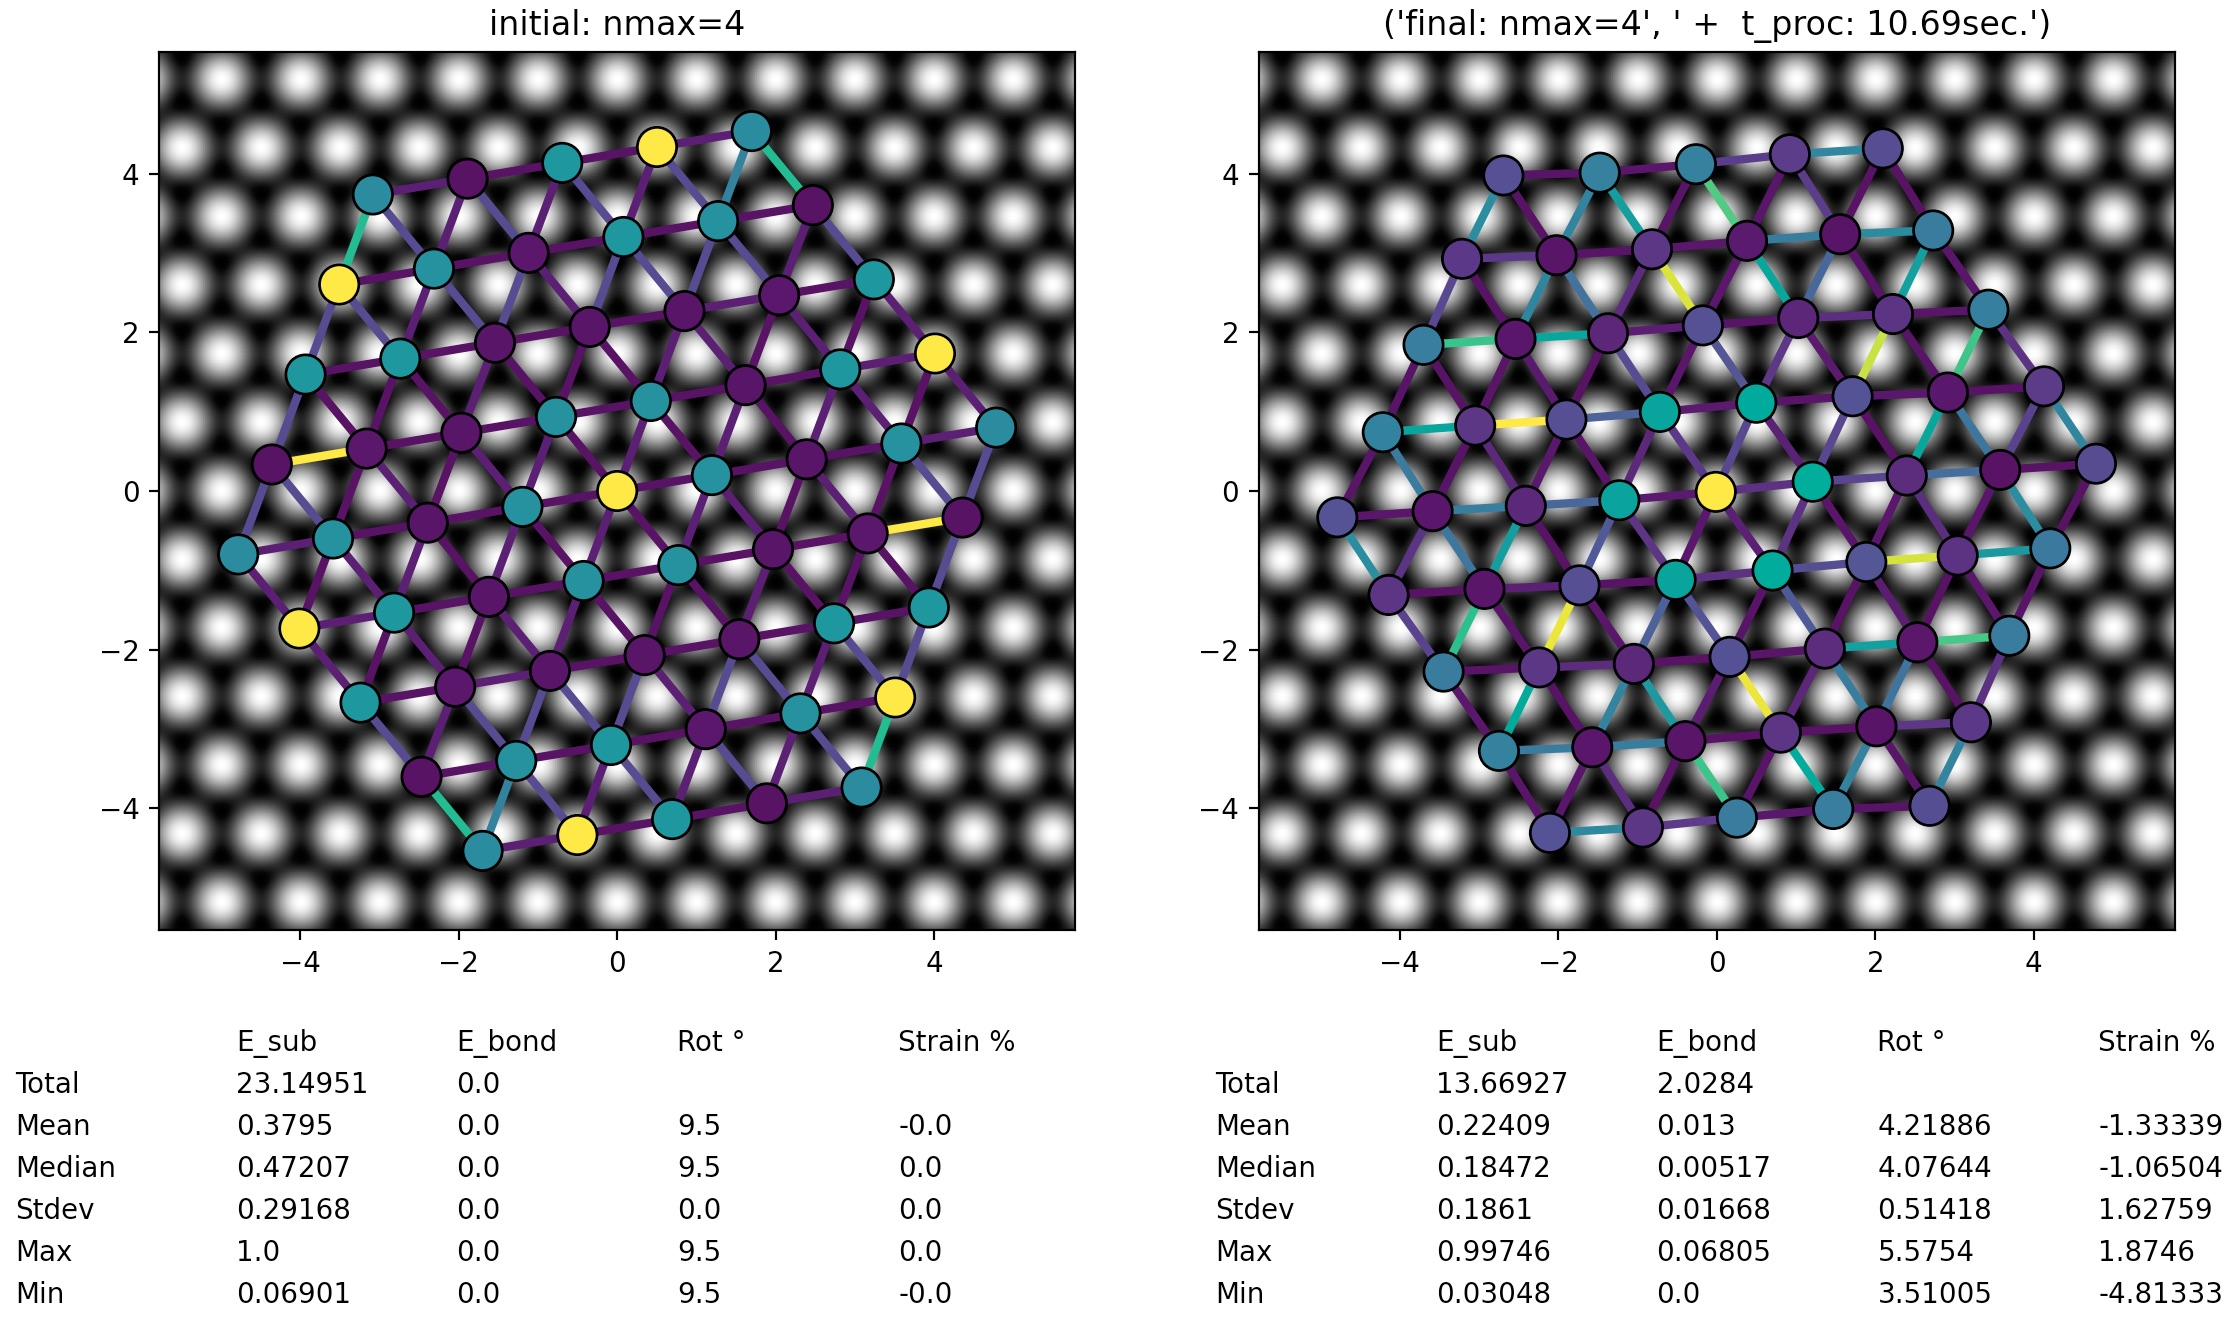 initial: nmax=4
4
2
0
−2
−4
−4 −2 0 2 4
E_sub E_bond Rot ° Strain %
Total 23.14951 0.0
Mean 0.3795 0.0 9.5 -0.0
Median 0.47207 0.0 9.5 0.0
Stdev 0.29168 0.0 0.0 0.0
Max 1.0 0.0 9.5 0.0
Min 0.06901 0.0 9.5 -0.0
('final: nmax=4', ' +  t_proc: 10.69sec.')
4
2
0
−2
−4
−4 −2 0 2 4
E_sub E_bond Rot ° Strain %
Total 13.66927 2.0284
Mean 0.22409 0.013 4.21886 -1.33339
Median 0.18472 0.00517 4.07644 -1.06504
Stdev 0.1861 0.01668 0.51418 1.62759
Max 0.99746 0.06805 5.5754 1.8746
Min 0.03048 0.0 3.51005 -4.81333